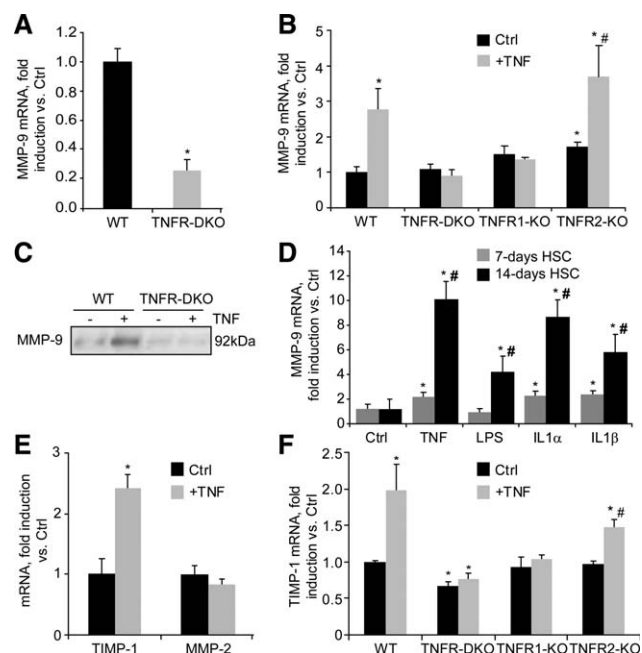 A
MMP-9 mRNA, fold
induction vs. Ctrl
1.2
1.0
0.8
0.6
0.4
0.2
0.0
*
WT
TNFR-DKO
B
MMP-9 mRNA, fold
induction vs. Ctrl
5
4
3
2
1
0
Ctrl
+TNF
*
*
*#
WT
TNFR-DKO
TNFR1-KO
TNFR2-KO
C
WT
TNFR-DKO
- + - + TNF
MMP-9
92kDa
D
MMP-9 mRNA,
fold induction vs. Ctrl
14
12
10
8
6
4
2
0
7-days HSC
14-days HSC
*
*#
*#
*
*#
*
*#
Ctrl
TNF
LPS
IL1α
IL1β
E
mRNA, fold induction
vs. Ctrl
3
2
1
0
Ctrl
+TNF
*
TIMP-1
MMP-2
F
TiMP-1 mRNA, fold
induction vs. Ctrl
2.5
2.0
1.5
1.0
0.5
0.0
Ctrl
+TNF
*
*
*
*#
WT
TNFR-DKO
TNFR1-KO
TNFR2-KO